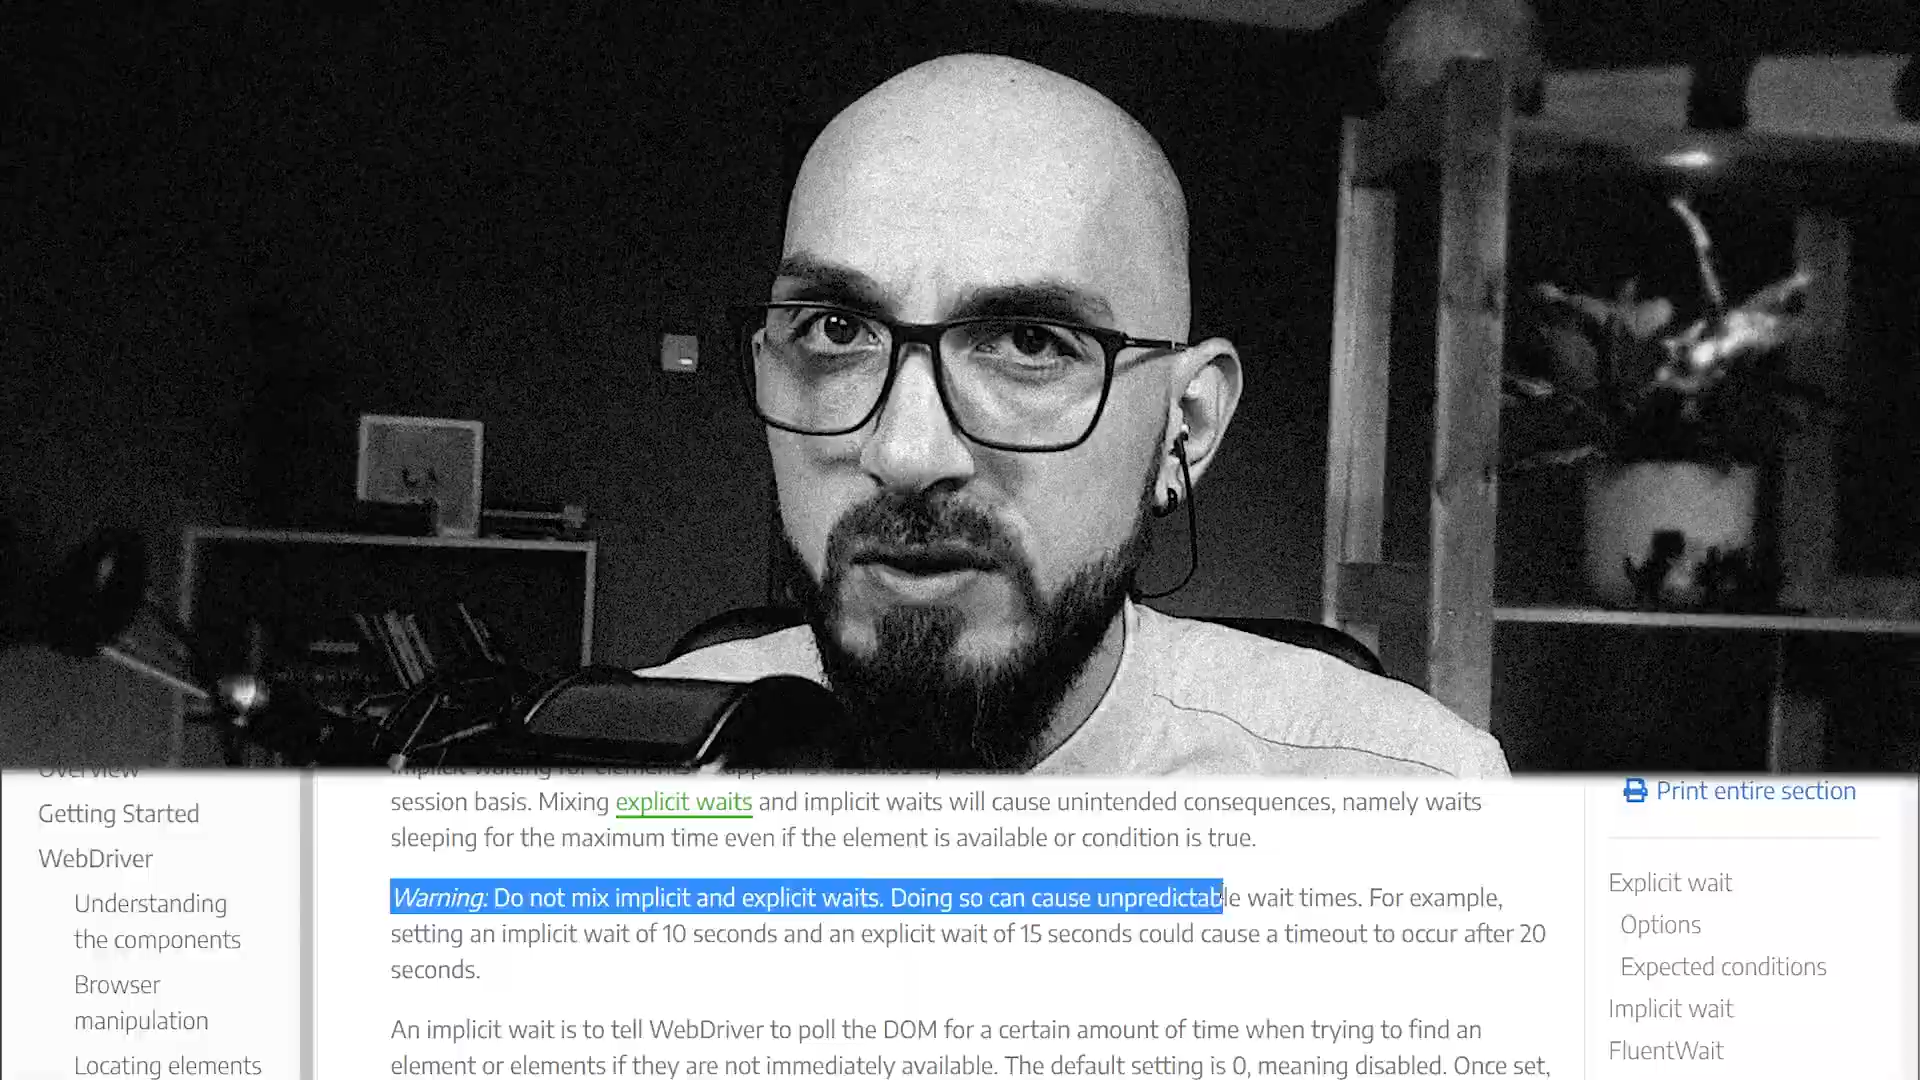 Overview
Getting Started
WebDriver
Understanding
the components
Browser
manipulation
Locating elements
session basis. Mixing explicit waits and implicit waits will cause unintended consequences, namely waits
sleeping for the maximum time even if the element is available or condition is true.
Warning: Do not mix implicit and explicit waits. Doing so can cause unpredictable wait times. For example,
setting an implicit wait of 10 seconds and an explicit wait of 15 seconds could cause a timeout to occur after 20
seconds.
An implicit wait is to tell WebDriver to poll the DOM for a certain amount of time when trying to find an
element or elements if they are not immediately available. The default setting is 0, meaning disabled. Once set,
Print entire section
Explicit wait
Options
Expected conditions
Implicit wait
FluentWait